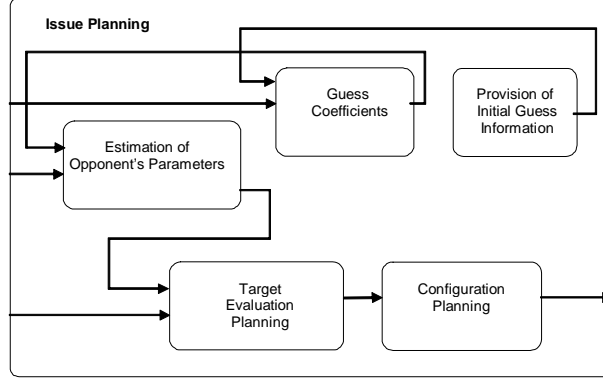 Issue Planning
Guess
Coefficients
Provision of
Initial Guess
Information
Estimation of
Opponent's Parameters
Target
Evaluation
Planning
Configuration
Planning